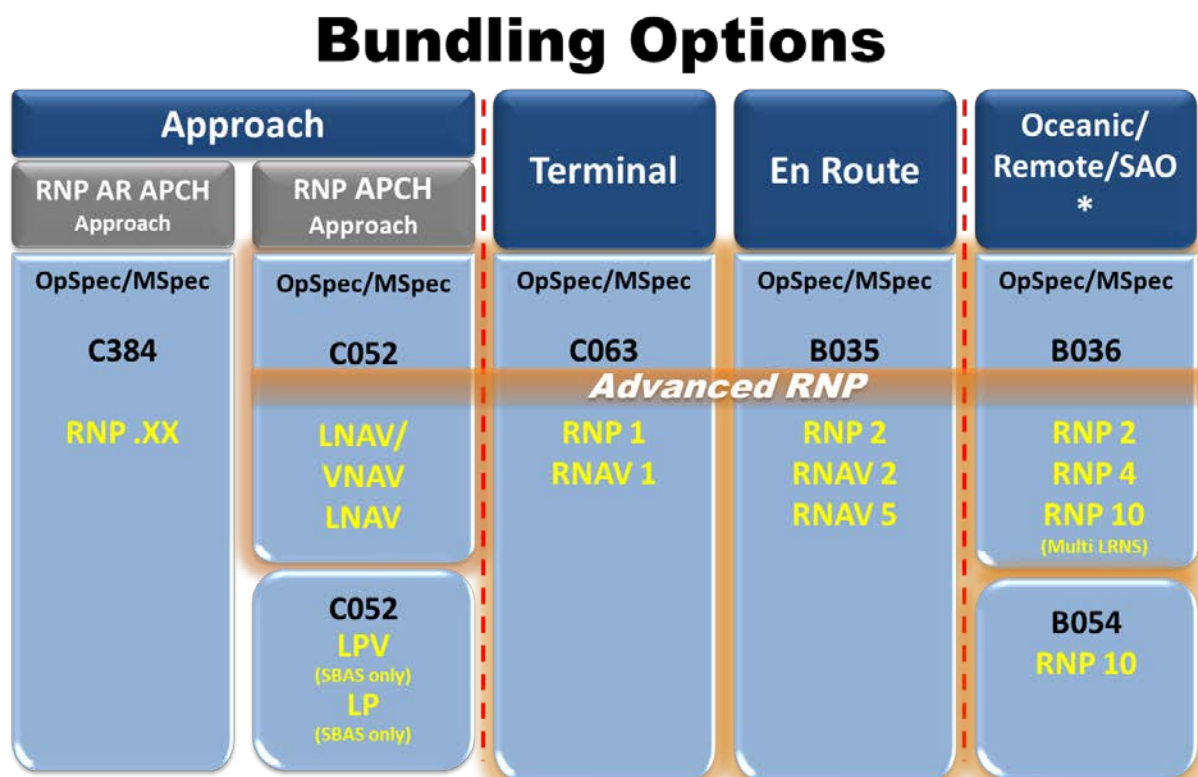 Bundling Options
Approach
RNP AR APCH
Approach
RNP APCH
Approach
Terminal
En Route
Oceanic/
Remote/SAO
*
OpSpec/MSpec
C384
RNP .XX
OpSpec/MSpec
C052
LNAV/
VNAV
LNAV
C052
LPV
(SBAS only)
LP
(SBAS only)
OpSpec/MSpec
C063
Advanced RNP
RNP 1
RNAV 1
OpSpec/MSpec
B035
RNP 2
RNAV 2
RNAV 5
OpSpec/MSpec
B036
RNP 2
RNP 4
RNP 10
(Multi LRNS)
B054
RNP 10